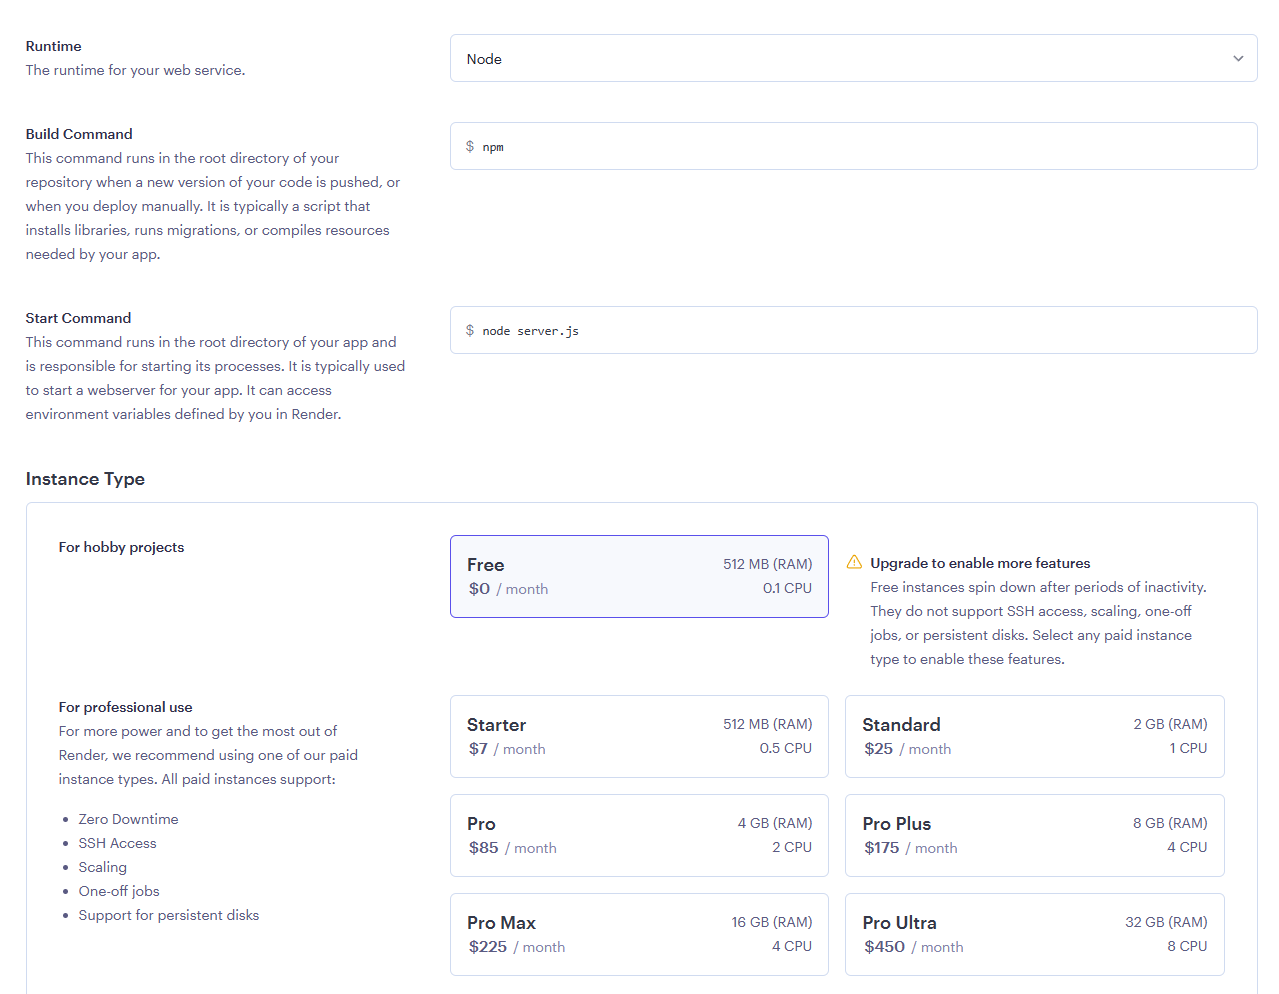 Runtime
The runtime for your web service.
Node
Build Command
This command runs in the root directory of your
repository when a new version of your code is pushed, or
when you deploy manually. It is typically a script that
installs libraries, runs migrations, or compiles resources
needed by your app.
$ npm
Start Command
This command runs in the root directory of your app and
is responsible for starting its processes. It is typically used
to start a webserver for your app. It can access
environment variables defined by you in Render.
$ node server.js
Instance Type
For hobby projects
Free
512 MB (RAM)
$0 / month
0.1 CPU
Upgrade to enable more features
Free instances spin down after periods of inactivity.
They do not support SSH access, scaling, one-off
jobs, or persistent disks. Select any paid instance
type to enable these features.
For professional use
For more power and to get the most out of
Render, we recommend using one of our paid
instance types. All paid instances support:
Zero Downtime
SSH Access
Scaling
One-off jobs
Support for persistent disks
Starter
512 MB (RAM)
$7 / month
0.5 CPU
Standard
2 GB (RAM)
$25 / month
1 CPU
Pro
4 GB (RAM)
$85 / month
2 CPU
Pro Plus
8 GB (RAM)
$175 / month
4 CPU
Pro Max
16 GB (RAM)
$225 / month
4 CPU
Pro Ultra
32 GB (RAM)
$450 / month
8 CPU